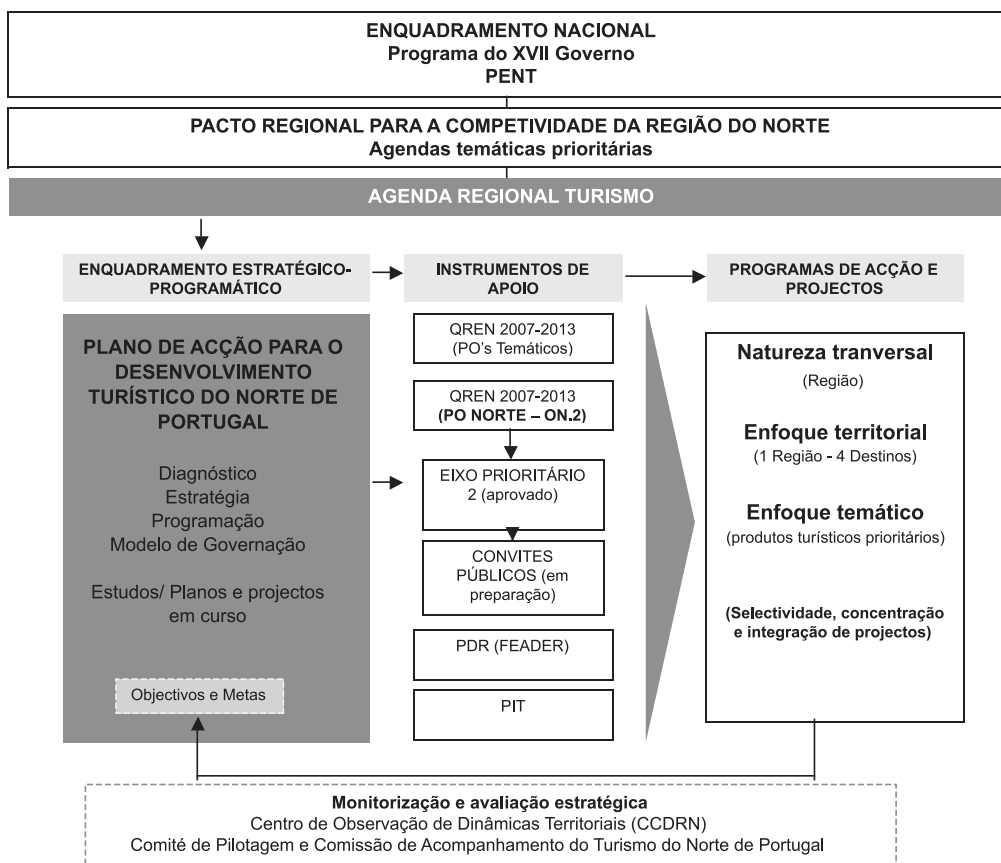 ENQUADRAMENTO NACIONAL
Programa do XVII Governo
PENT
PACTO REGIONAL PARA A COMPETIVIDADE DA REGIÃO DO NORTE
Agendas temáticas prioritárias
AGENDA REGIONAL TURISMO
ENQUADRAMENTO ESTRATÉGICO-
PROGRAMÁTICO
PLANO DE ACÇÃO PARA O
DESENVOLVIMENTO
TURÍSTICO DO NORTE DE
PORTUGAL
Diagnóstico
Estratégia
Programação
Modelo de Governação
Estudos/ Planos e projectos
em curso
Objectivos e Metas
INSTRUMENTOS DE
APOIO
QREN 2007-2013
(PO's Temáticos)
QREN 2007-2013
(PO NORTE – ON.2)
EIXO PRIORITÁRIO
2 (aprovado)
CONVITES
PÚBLICOS (em
preparação)
PDR (FEADER)
PIT
PROGRAMAS DE ACÇÃO E
PROJECTOS
Natureza tranversal
(Região)
Enfoque territorial
(1 Região - 4 Destinos)
Enfoque temático
(produtos turísticos prioritários)
(Selectividade, concentração
e integração de projectos)
Monitorização e avaliação estratégica
Centro de Observação de Dinâmicas Territoriais (CCDRN)
Comité de Pilotagem e Comissão de Acompanhamento do Turismo do Norte de Portugal